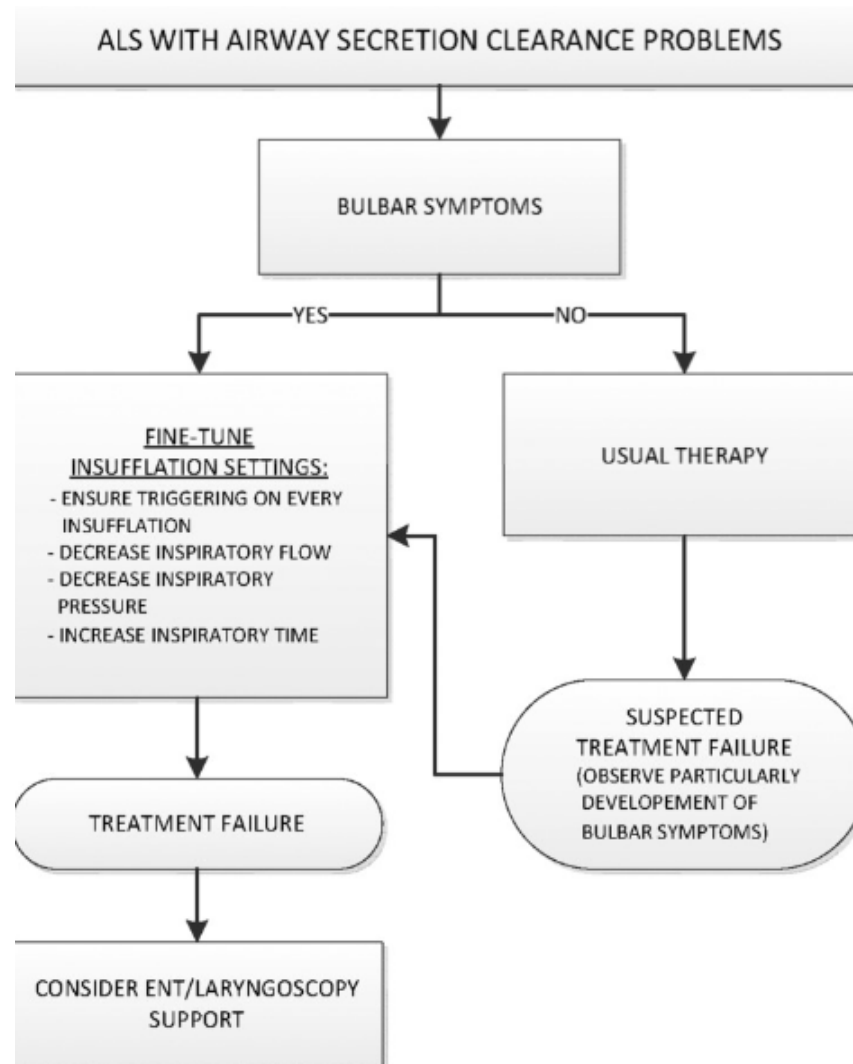 ALS WITH AIRWAY SECRETION CLEARANCE PROBLEMS
BULBAR SYMPTOMS
YES
NO
FINE-TUNE
INSUFFLATION SETTINGS:
- ENSURE TRIGGERING ON EVERY
INSUFFLATION
- DECREASE INSPIRATORY FLOW
- DECREASE INSPIRATORY
PRESSURE
- INCREASE INSPIRATORY TIME
USUAL THERAPY
SUSPECTED
TREATMENT FAILURE
(OBSERVE PARTICULARLY
DEVELOPEMENT OF
BULBAR SYMPTOMS)
TREATMENT FAILURE
CONSIDER ENT/LARYNGOSCOPY
SUPPORT